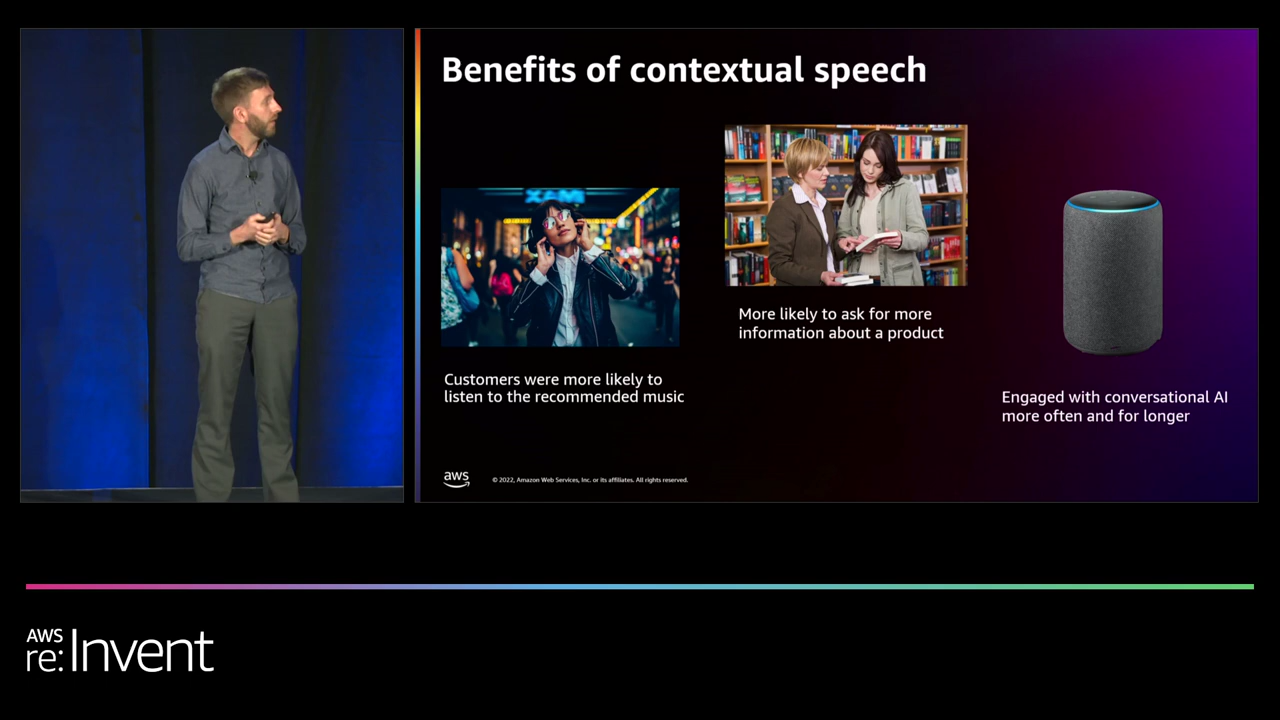 Benefits of contextual speech
XAM
More likely to ask for more
information about a product
Customers were more likely to
listen to the recommended music
Engaged with conversational AI
more often and for longer
aws
© 2022, Amazon Web Services, Inc. or its affiliates. All rights reserved.
AWS
re:Invent